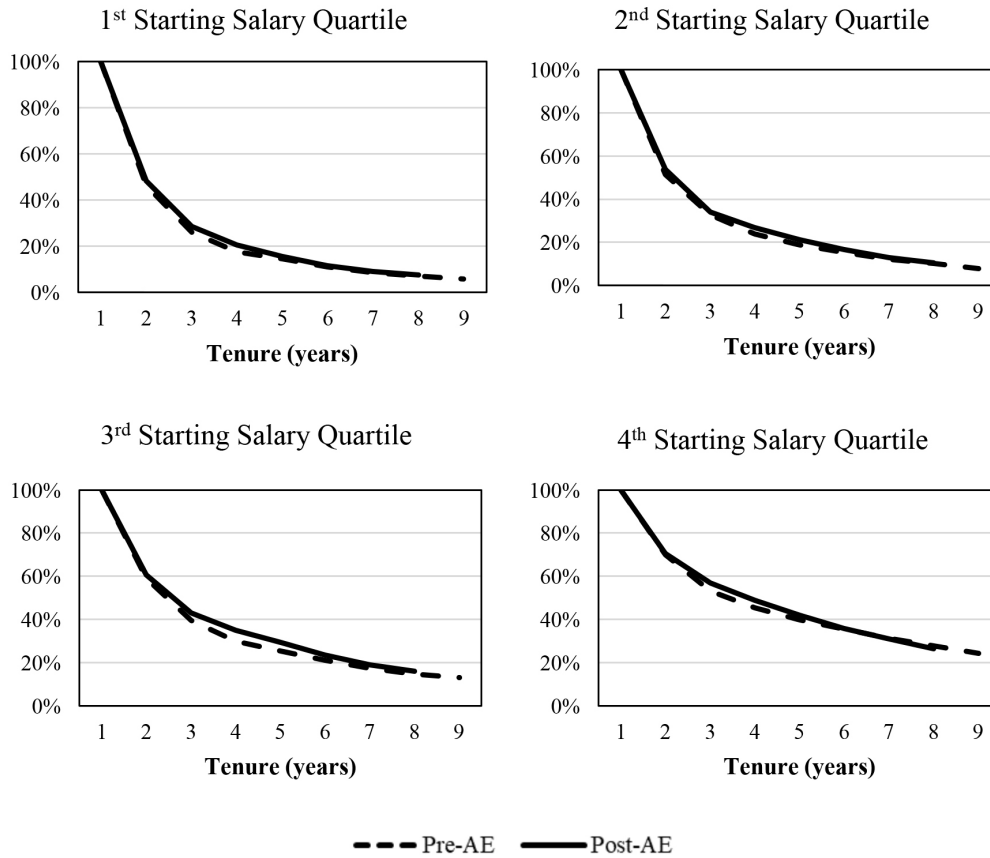 1st Starting Salary Quartile
100%
80%
60%
40%
20%
0%
1 2 3 4 5 6 7 8 9
Tenure (years)
2nd Starting Salary Quartile
100%
80%
60%
40%
20%
0%
1 2 3 4 5 6 7 8 9
Tenure (years)
3rd Starting Salary Quartile
100%
80%
60%
40%
20%
0%
1 2 3 4 5 6 7 8 9
Tenure (years)
4th Starting Salary Quartile
100%
80%
60%
40%
20%
0%
1 2 3 4 5 6 7 8 9
Tenure (years)
Pre-AE Post-AE